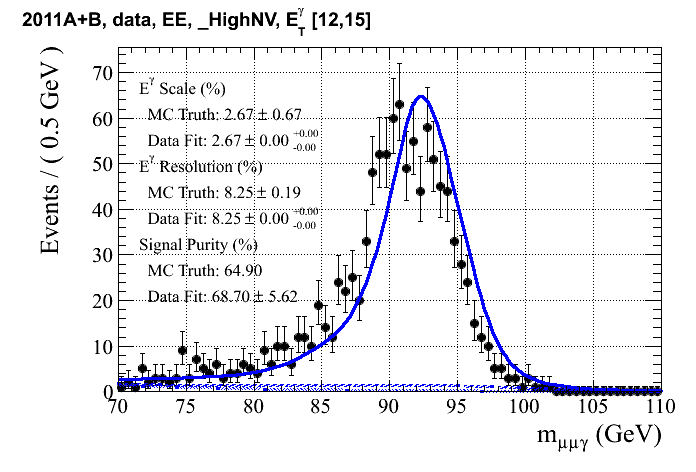 2011A+B, data, EE, _HighNV, E_T^γ [12,15]
Events / ( 0.5 GeV )
70
60
50
40
30
20
10
0
E^γ Scale (%)
MC Truth: 2.67 ± 0.67
Data Fit: 2.67 ± 0.00 +0.00 -0.00
E^γ Resolution (%)
MC Truth: 8.25 ± 0.19
Data Fit: 8.25 ± 0.00 +0.00 -0.00
Signal Purity (%)
MC Truth: 64.90
Data Fit: 68.70 ± 5.62
70 75 80 85 90 95 100 105 110
m_μμγ (GeV)